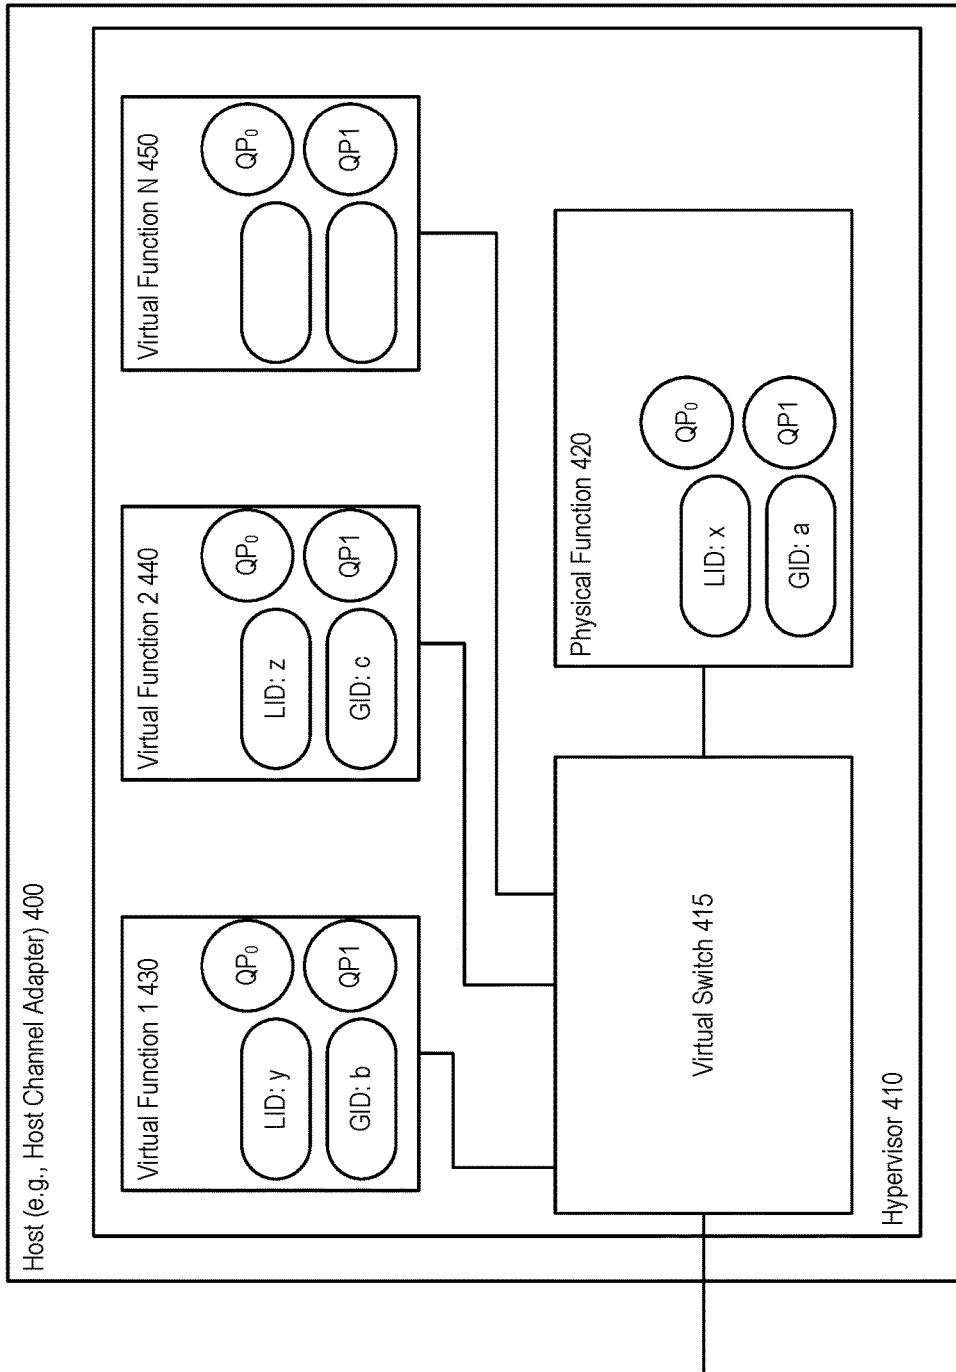 Host (e.g., Host Channel Adapter) 400
Virtual Function 1 430
LID: y
QP₀
GID: b
QP1
Virtual Function 2 440
LID: z
QP₀
GID: c
QP1
Virtual Function N 450
QP₀
QP1
Virtual Switch 415
Physical Function 420
LID: x
QP₀
GID: a
QP1
Hypervisor 410